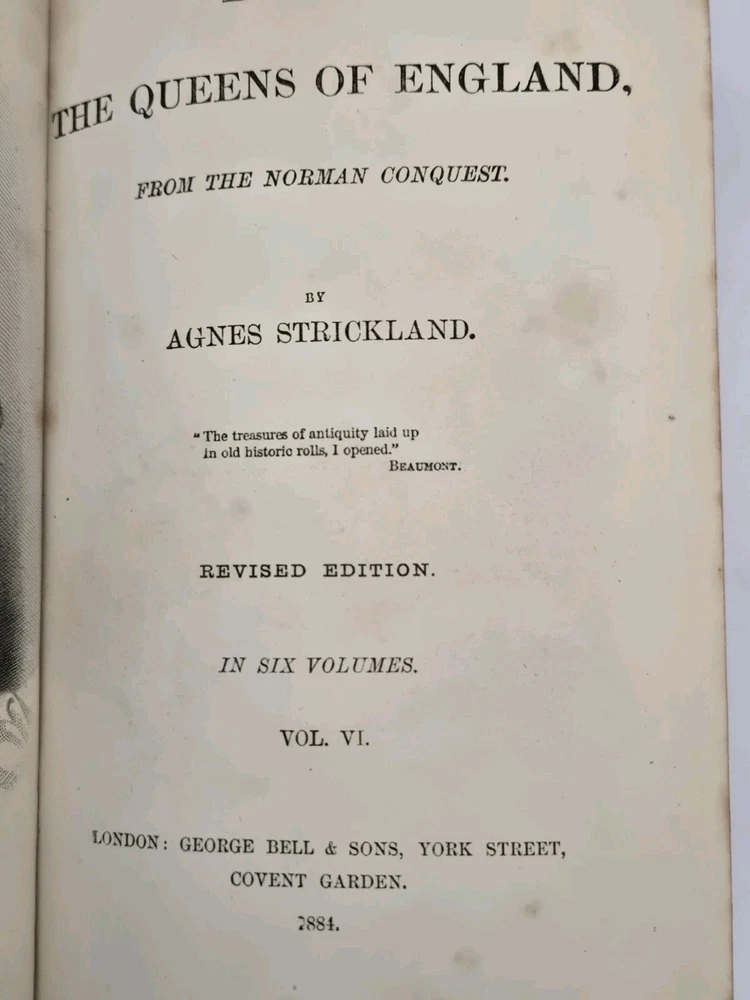 THE QUEENS OF ENGLAND,
FROM THE NORMAN CONQUEST.
BY
AGNES STRICKLAND.
"The treasures of antiquity laid up
in old historic rolls, I opened."
BEAUMONT.
REVISED EDITION.
IN SIX VOLUMES.
VOL. VI.
LONDON: GEORGE BELL & SONS, YORK STREET,
COVENT GARDEN.
1884.